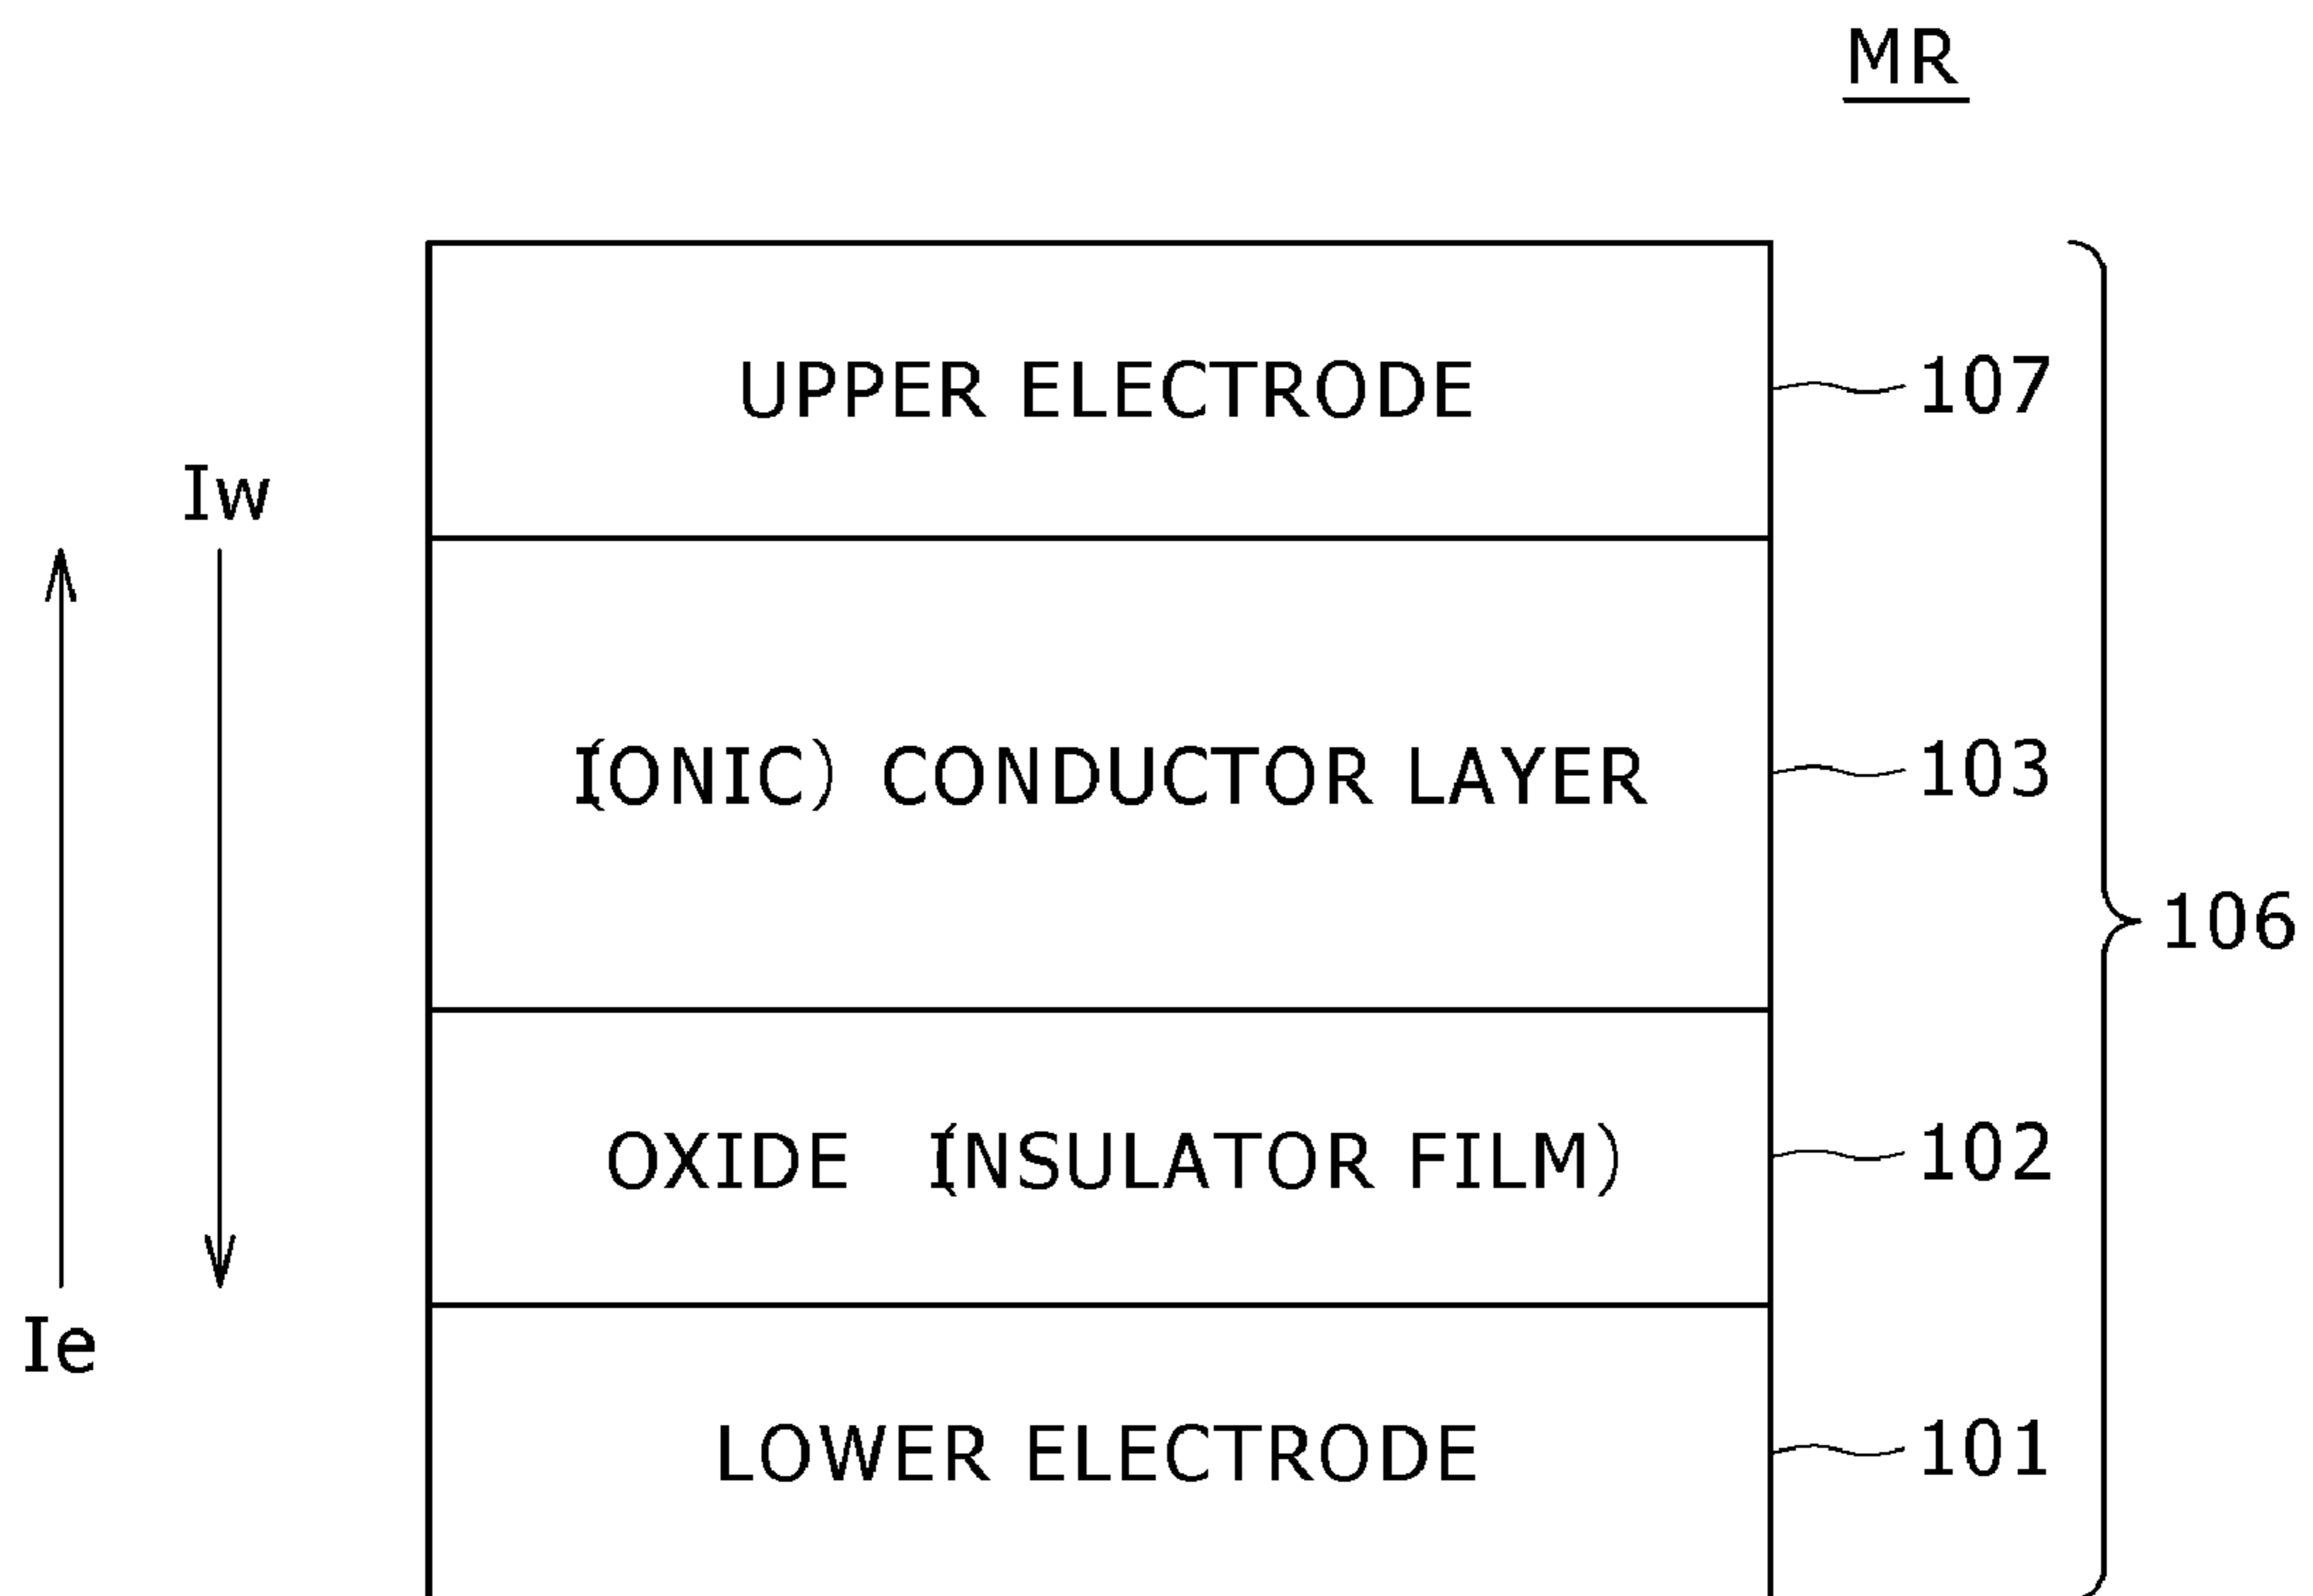 MR
UPPER ELECTRODE
107
Iw
(IONIC) CONDUCTOR LAYER
103
106
OXIDE (INSULATOR FILM)
102
Ie
LOWER ELECTRODE
101